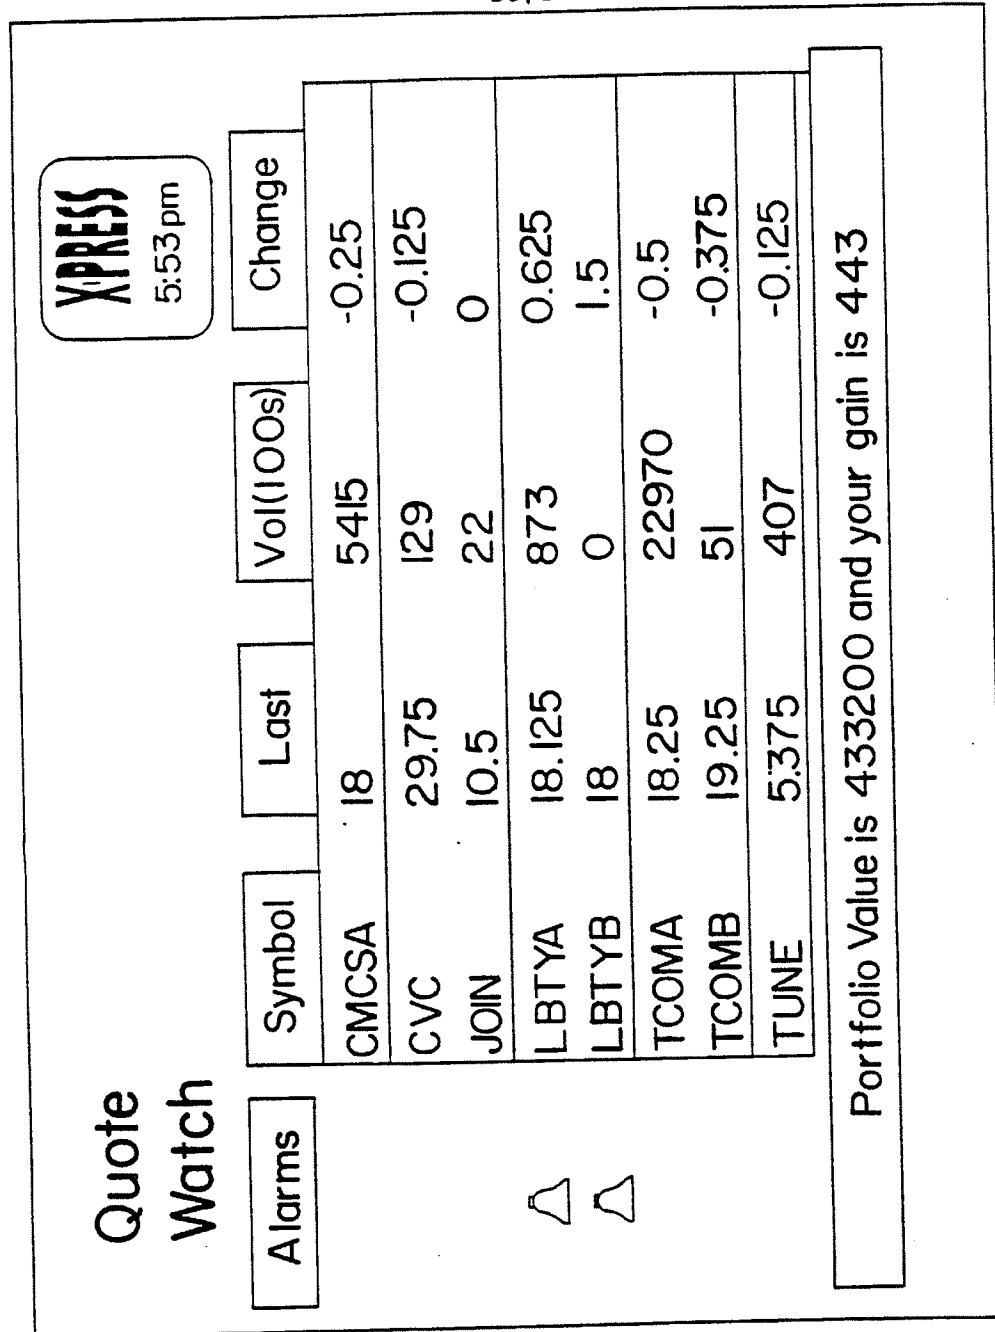 Quote
Watch
XPRESS
5:53pm
Alarms Symbol Last Vol(100s) Change
CMCSA 18 5415 -0.25
CVC 29.75 129 -0.125
JOIN 10.5 22 0
LBTYA 18.125 873 0.625
LBTYB 18 0 1.5
TCOMA 18.25 22970 -0.5
TCOMB 19.25 51 -0.375
TUNE 5.375 407 -0.125
Portfolio Value is 433200 and your gain is 443